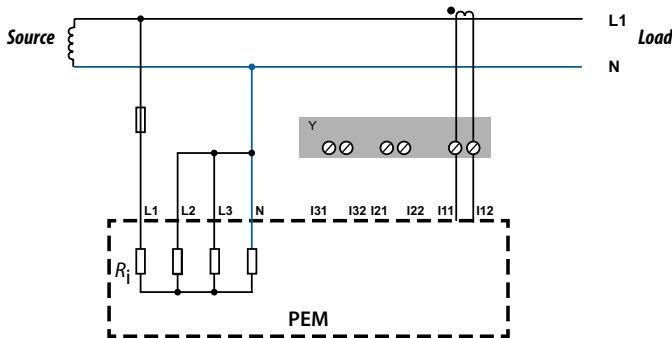 L1
Source
Load
N
Y
L1 L2 L3 N I31 I32 I21 I22 I11 I12
Ri
PEM